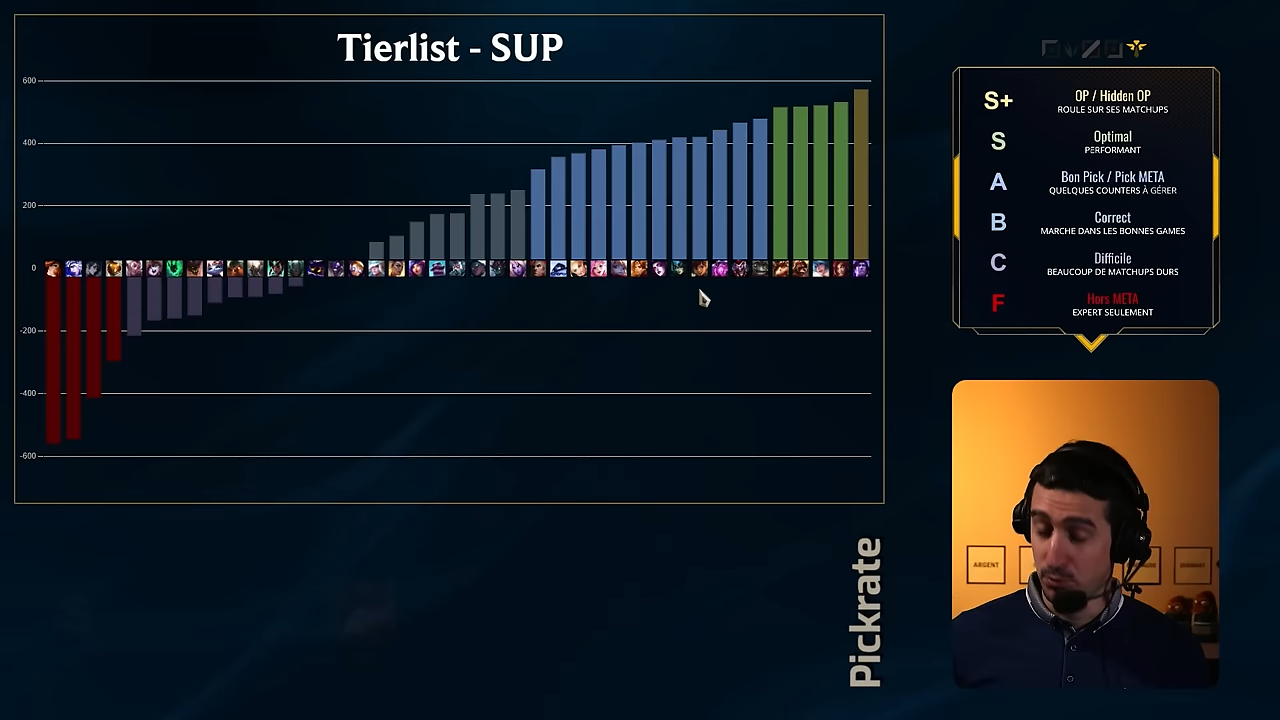 Tierlist - SUP
600
400
200
0
-200
-400
-600
Pickrate
S+
OP / Hidden OP
ROULE SUR SES MATCHUPS
S
Optimal
PERFORMANT
A
Bon Pick / Pick META
QUELQUES COUNTERS À GÉRER
B
Correct
MARCHE DANS LES BONNES GAMES
C
Difficile
BEAUCOUP DE MATCHUPS DURS
F
Hors META
EXPERT SEULEMENT
ARGENT